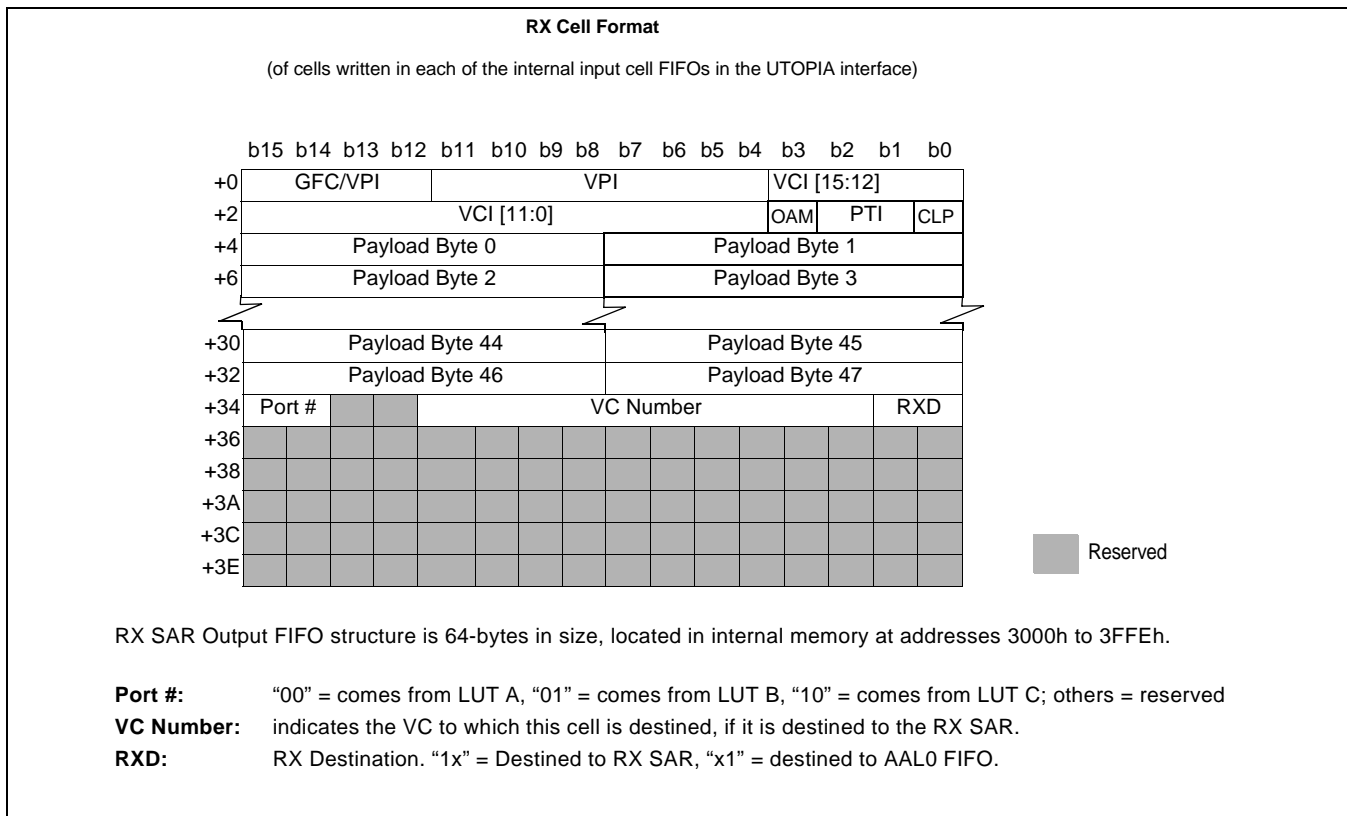 RX Cell Format
(of cells written in each of the internal input cell FIFOs in the UTOPIA interface)
b15 b14 b13 b12 b11 b10 b9 b8 b7 b6 b5 b4 b3 b2 b1 b0
+0 GFC/VPI VPI VCI [15:12]
+2 VCI [11:0] OAM PTI CLP
+4 Payload Byte 0 Payload Byte 1
+6 Payload Byte 2 Payload Byte 3
+30 Payload Byte 44 Payload Byte 45
+32 Payload Byte 46 Payload Byte 47
+34 Port # VC Number RXD
+36
+38
+3A
+3C
+3E
Reserved
RX SAR Output FIFO structure is 64-bytes in size, located in internal memory at addresses 3000h to 3FFEh.
Port #: “00” = comes from LUT A, “01” = comes from LUT B, “10” = comes from LUT C; others = reserved
VC Number: indicates the VC to which this cell is destined, if it is destined to the RX SAR.
RXD: RX Destination. “1x” = Destined to RX SAR, “x1” = destined to AAL0 FIFO.